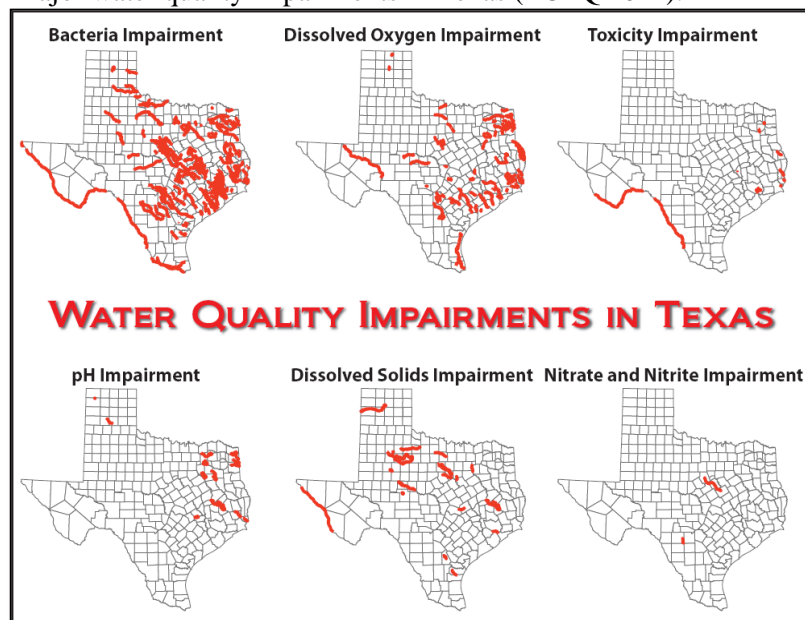 Bacteria Impairment
Dissolved Oxygen Impairment
Toxicity Impairment
WATER QUALITY IMPAIRMENTS IN TEXAS
pH Impairment
Dissolved Solids Impairment
Nitrate and Nitrite Impairment